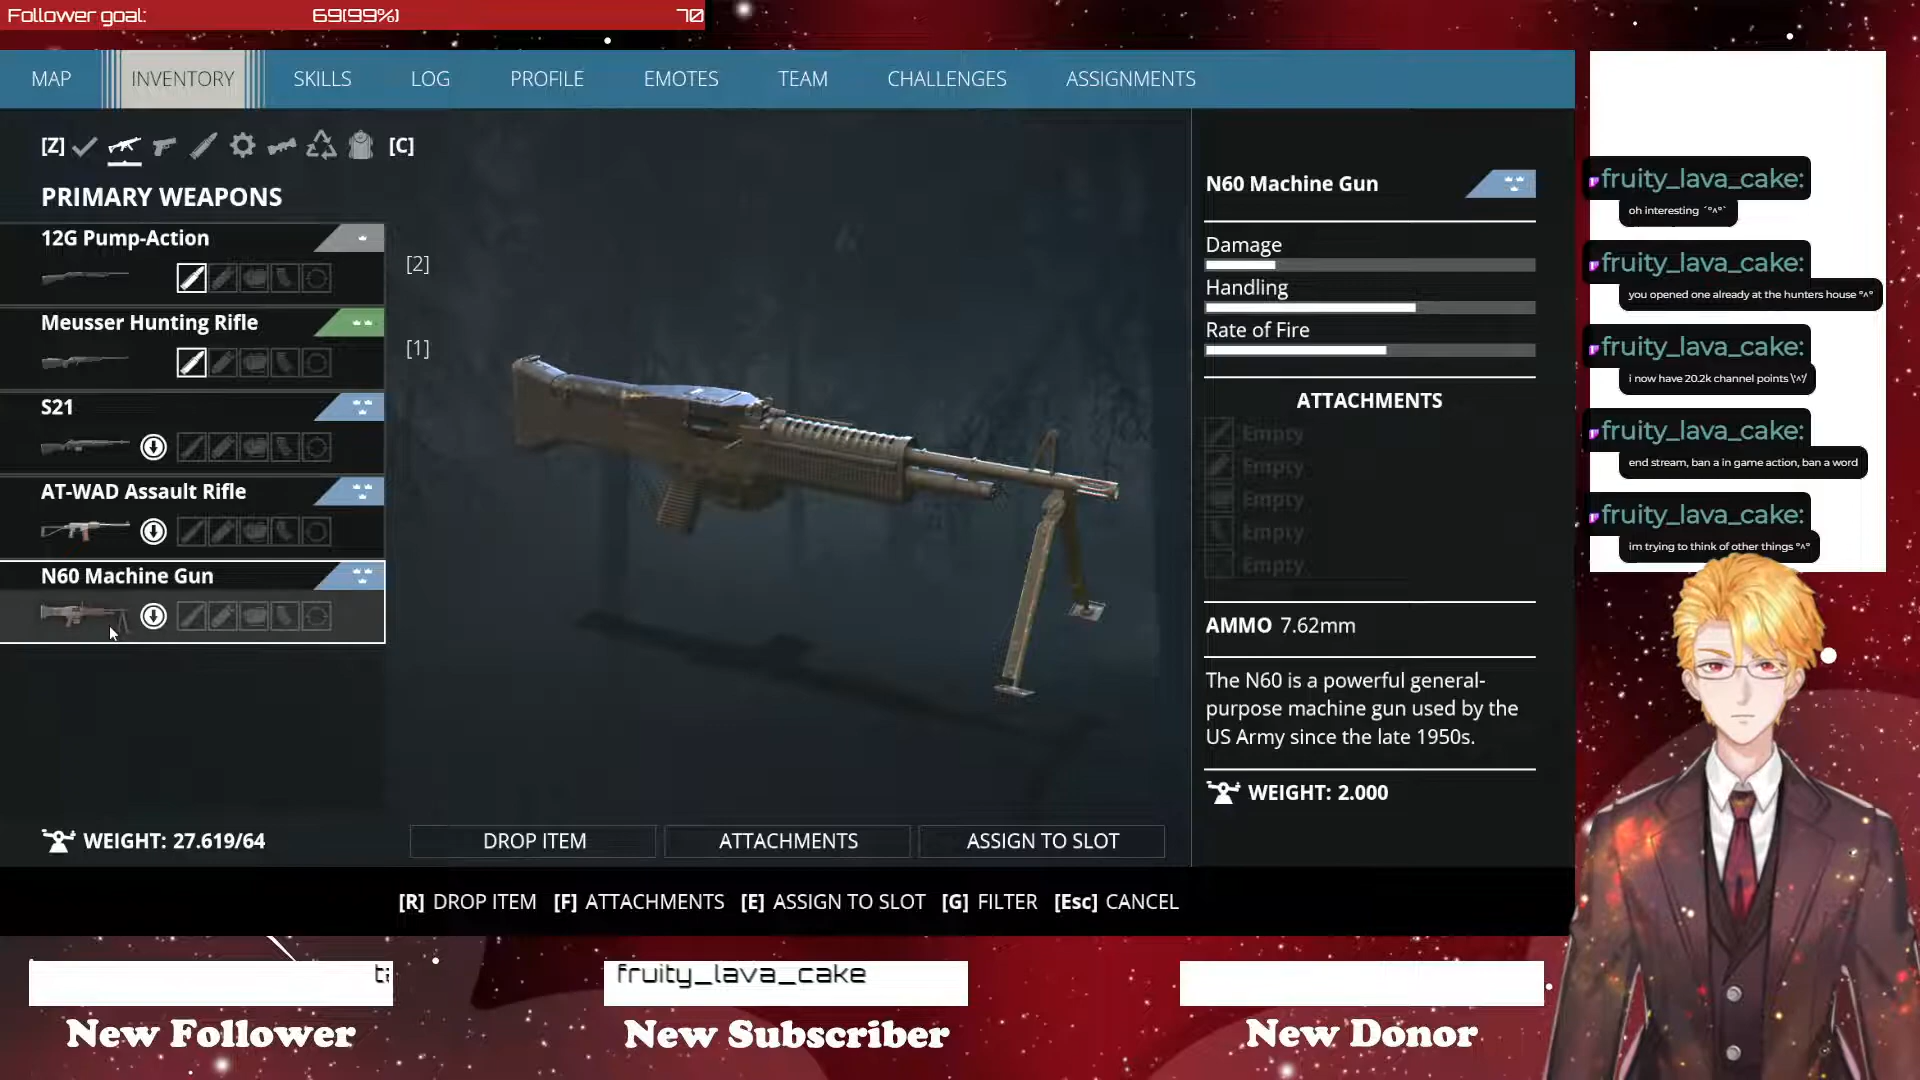 Follower goal: 69(99%) 70
MAP INVENTORY SKILLS LOG PROFILE EMOTES TEAM CHALLENGES ASSIGNMENTS
[Z] [C]
PRIMARY WEAPONS
12G Pump-Action
[2]
Meusser Hunting Rifle
[1]
S21
AT-WAD Assault Rifle
N60 Machine Gun
WEIGHT: 27.619/64
DROP ITEM ATTACHMENTS ASSIGN TO SLOT
N60 Machine Gun
Damage
Handling
Rate of Fire
ATTACHMENTS
Empty
Empty
Empty
Empty
Empty
AMMO 7.62mm
The N60 is a powerful general-
purpose machine gun used by the
US Army since the late 1950s.
WEIGHT: 2.000
[R] DROP ITEM [F] ATTACHMENTS [E] ASSIGN TO SLOT [G] FILTER [Esc] CANCEL
fruity_lava_cake:
oh interesting ´°^°`
fruity_lava_cake:
you opened one already at the hunters house °^°
fruity_lava_cake:
i now have 20.2k channel points \'^'/
fruity_lava_cake:
end stream, ban a in game action, ban a word
fruity_lava_cake:
im trying to think of other things °^°
fruity_lava_cake
New Follower
New Subscriber
New Donor